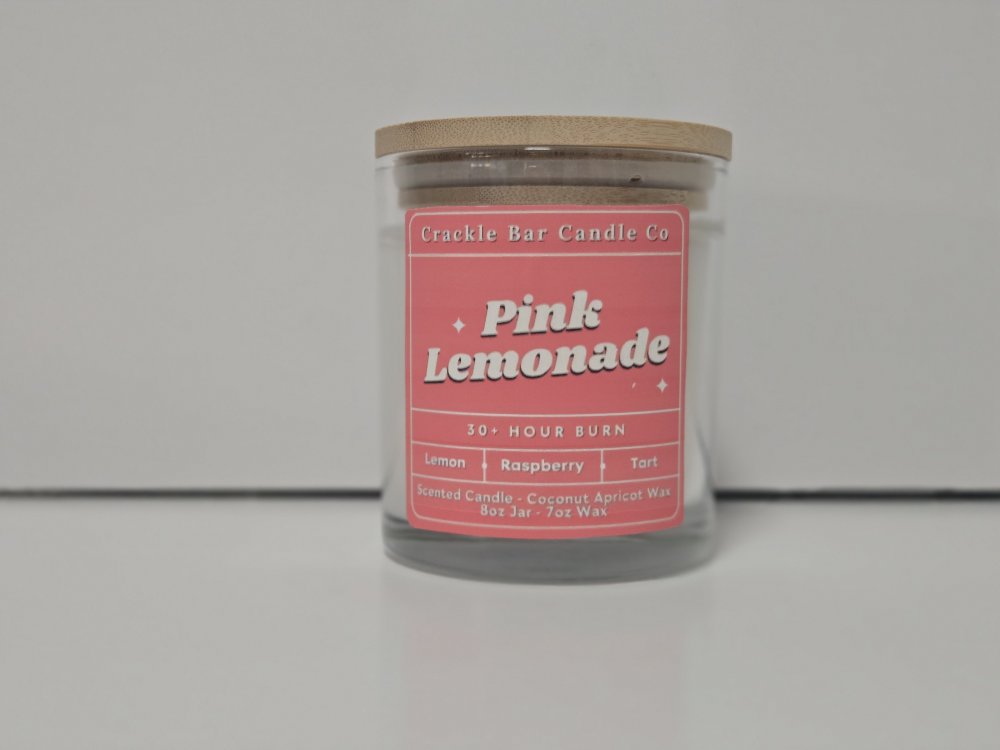 Crackle Bar Candle Co
Pink
Lemonade
30+ HOUR BURN
Lemon Raspberry Tart
Scented Candle - Coconut Apricot Wax
8oz Jar - 7oz Wax